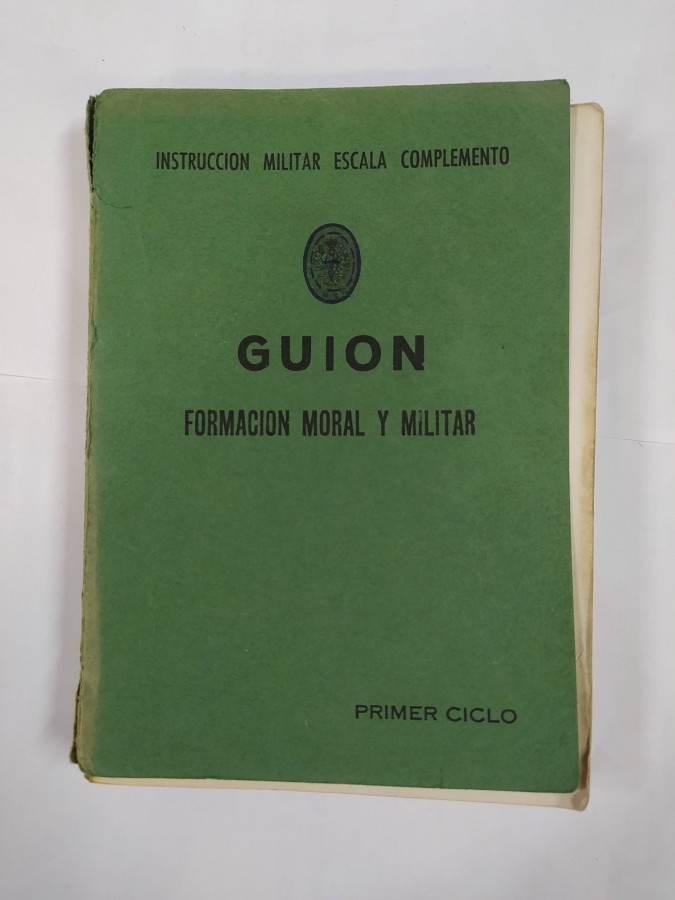 INSTRUCCION MILITAR ESCALA COMPLEMENTO
GUION
FORMACION MORAL Y MiLITAR
PRIMER CICLO